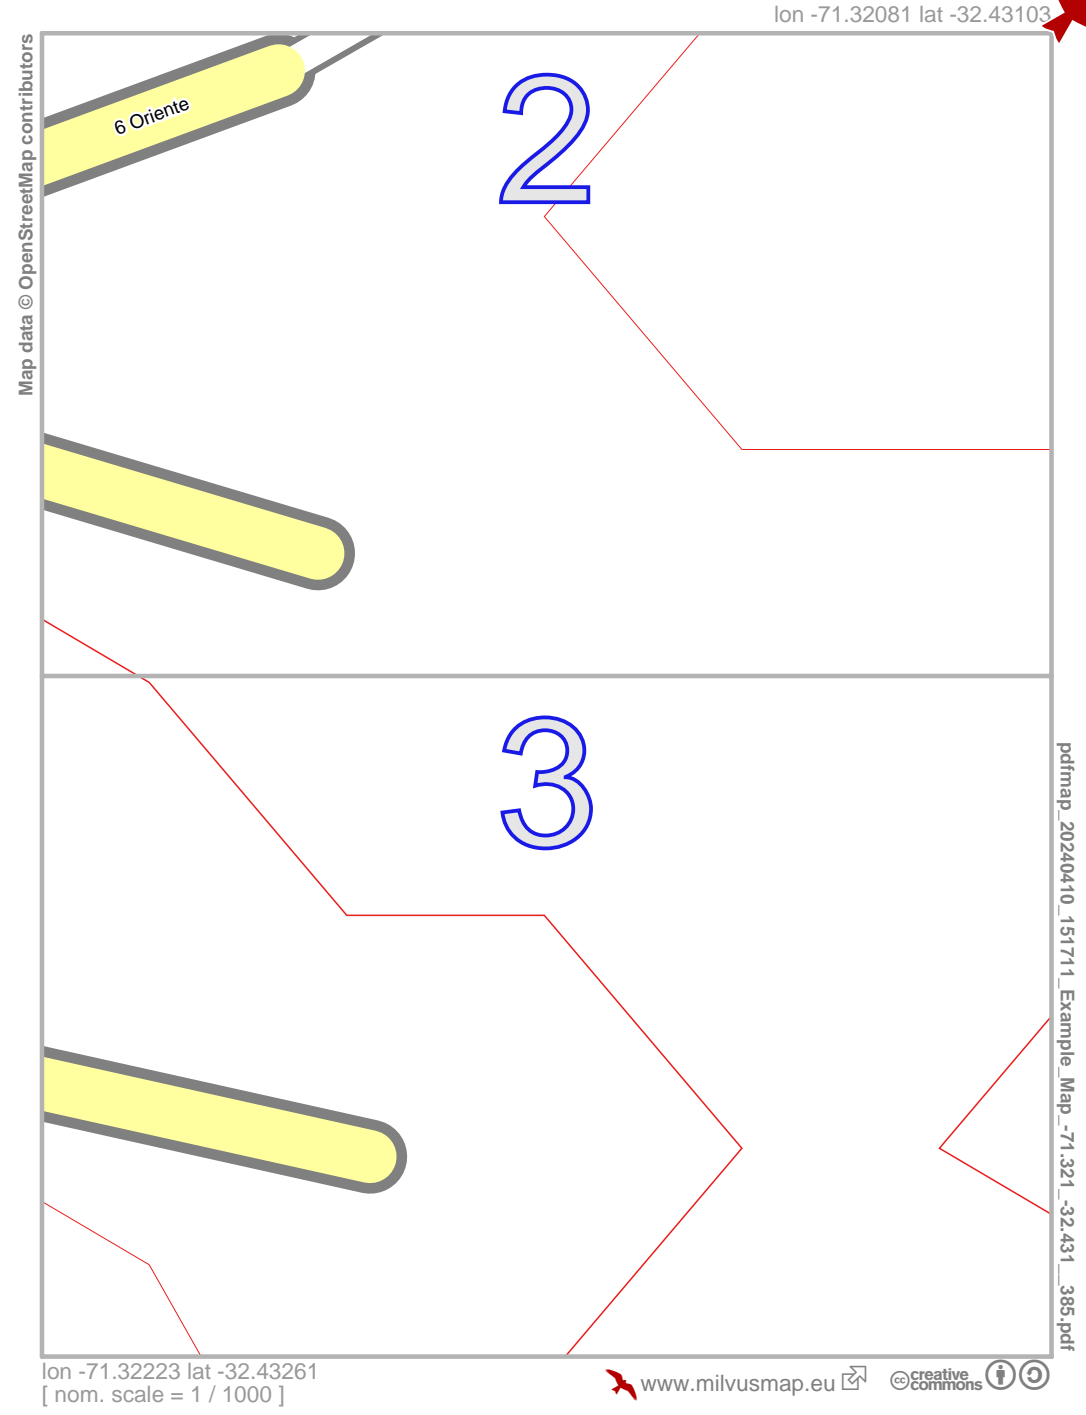 lon -71.32081 lat -32.43103
Map data © OpenStreetMap contributors
6 Oriente
2
3
pdfmap_20240410_151711_Example_Map_-71.321_-32.431__385.pdf
lon -71.32223 lat -32.43261
[ nom. scale = 1 / 1000 ]
www.milvusmap.eu
cc creative commons